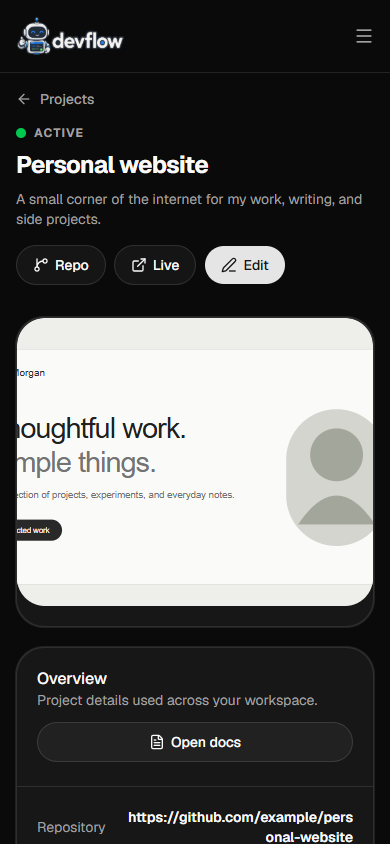 devflow
Projects
ACTIVE
Personal website
A small corner of the internet for my work, writing, and
side projects.
Repo
Live
Edit
Morgan
houghtful work.
mple things.
ection of projects, experiments, and everyday notes.
cted work
Overview
Project details used across your workspace.
Open docs
Repository
https://github.com/example/pers
onal-website